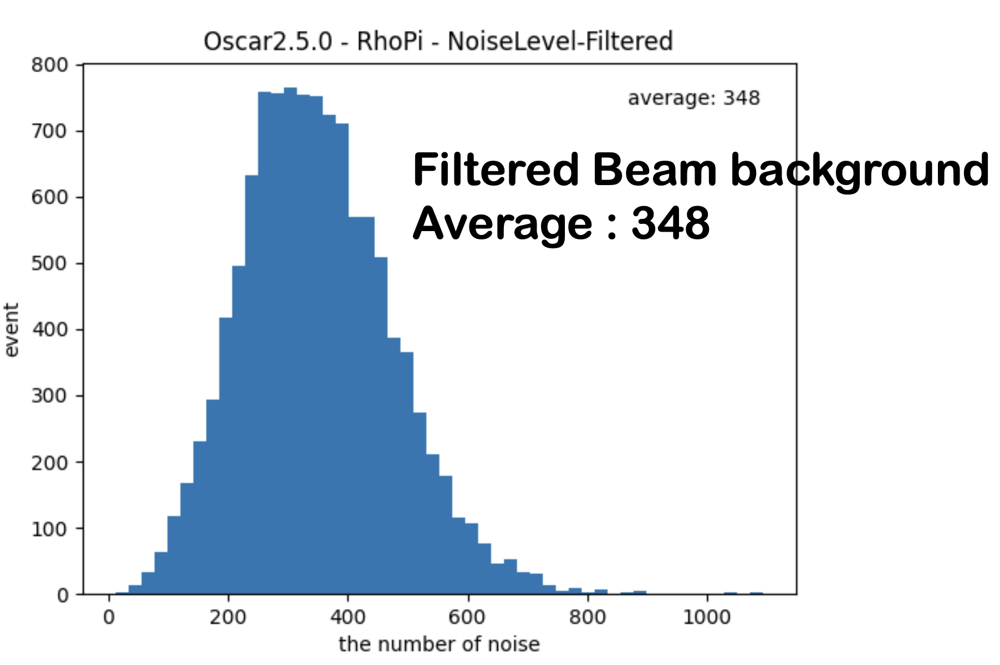 Oscar2.5.0 - RhoPi - NoiseLevel-Filtered
800
average: 348
700
Filtered Beam background
600
Average : 348
500
event
400
300
200
100
0
0 200 400 600 800 1000
the number of noise